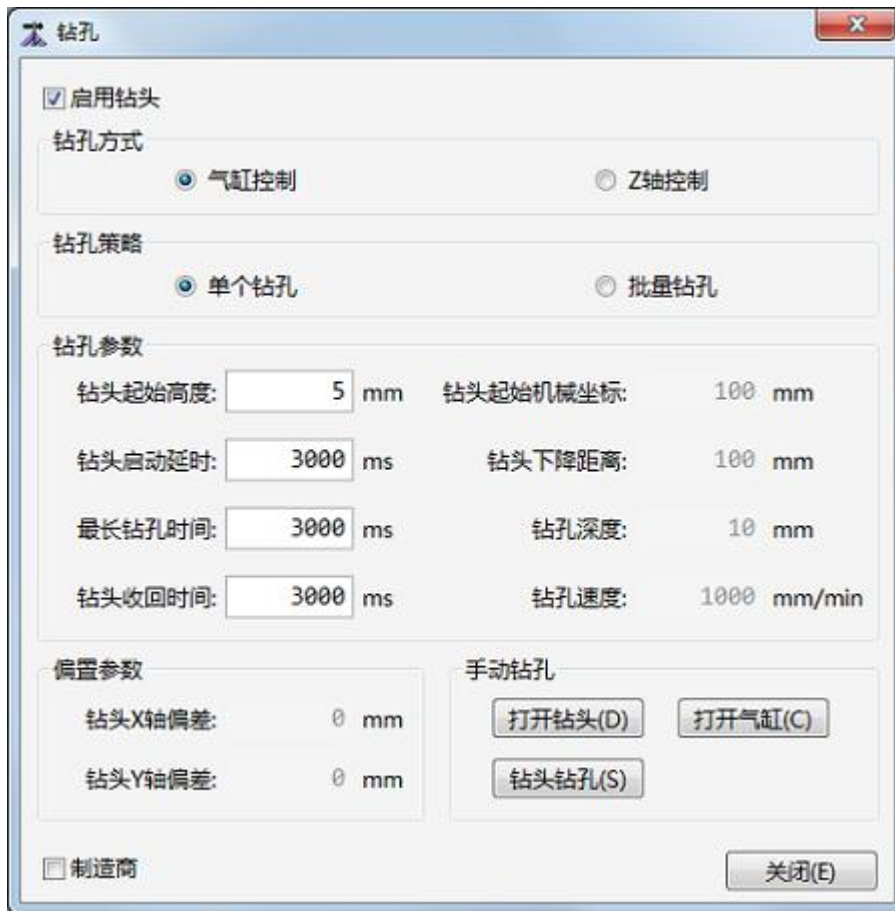 钻孔
启用钻头
钻孔方式
气缸控制 Z轴控制
钻孔策略
单个钻孔 批量钻孔
钻孔参数
钻头起始高度: 5 mm 钻头起始机械坐标: 100 mm
钻头启动延时: 3000 ms 钻头下降距离: 100 mm
最长钻孔时间: 3000 ms 钻孔深度: 10 mm
钻头收回时间: 3000 ms 钻孔速度: 1000 mm/min
偏置参数 手动钻孔
钻头X轴偏差: 0 mm 打开钻头(D) 打开气缸(C)
钻头Y轴偏差: 0 mm 钻头钻孔(S)
制造商 关闭(E)